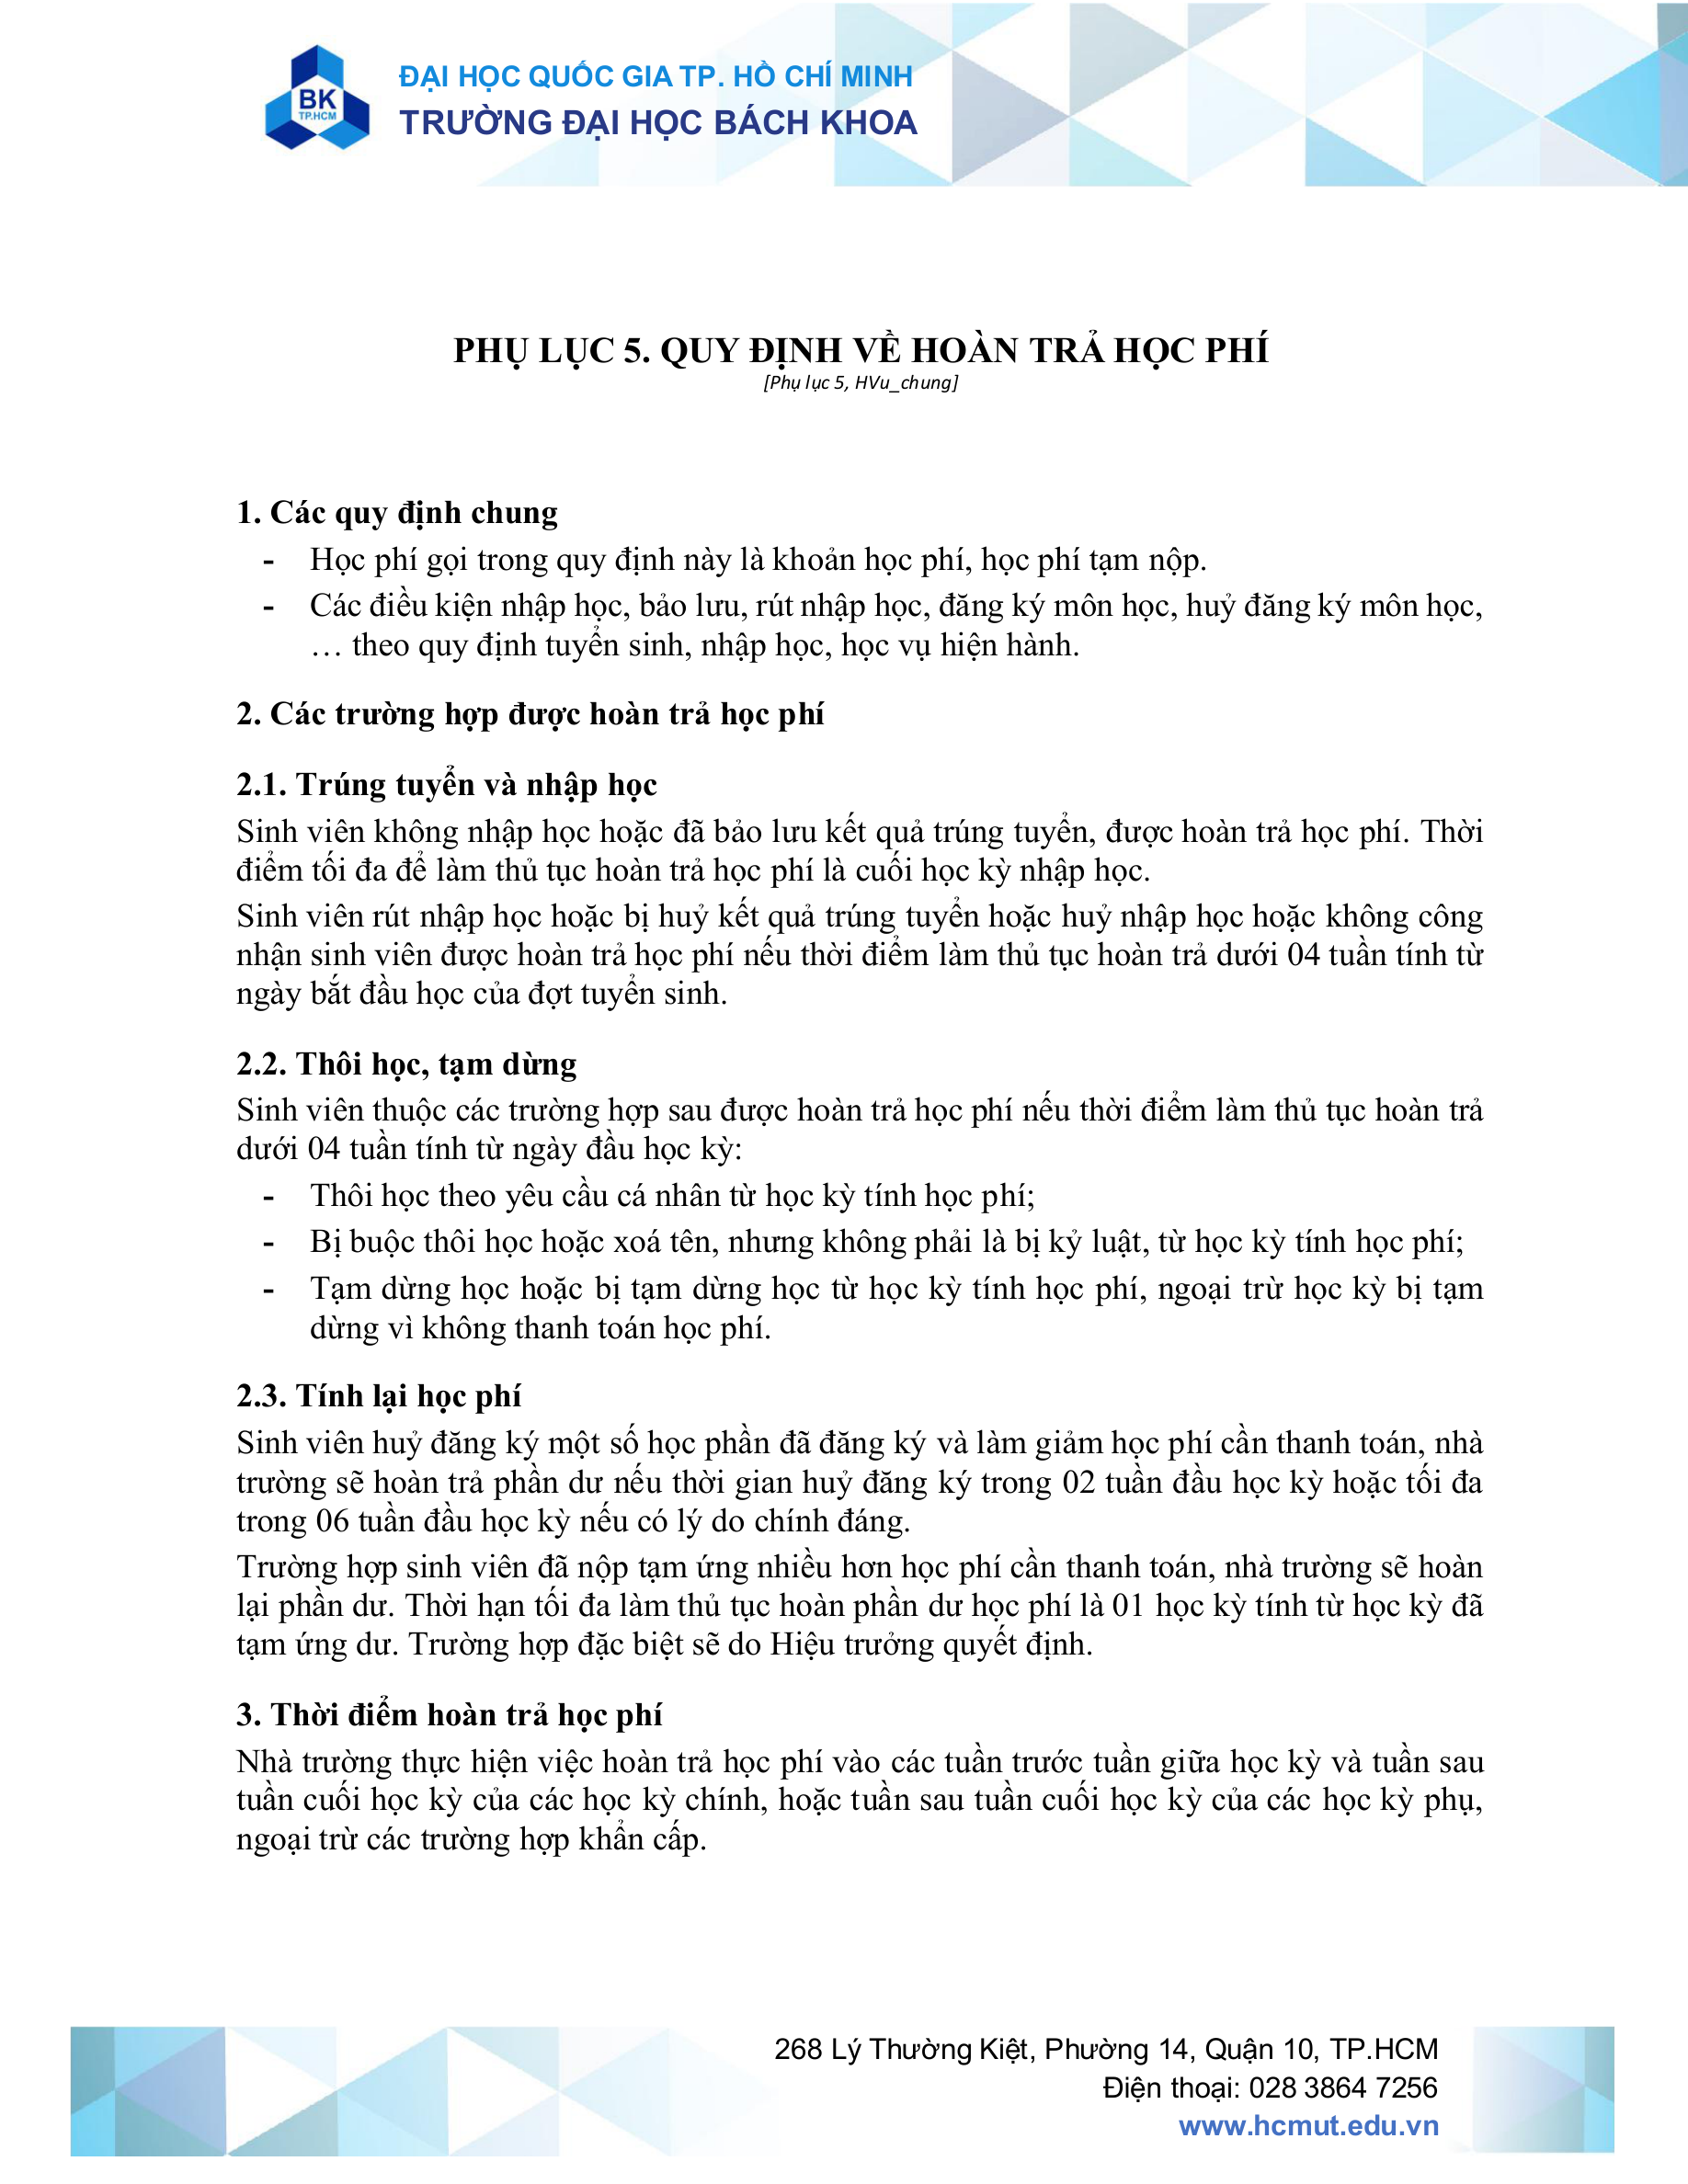 BK
TP.HCM
ĐẠI HỌC QUỐC GIA TP. HỒ CHÍ MINH
TRƯỜNG ĐẠI HỌC BÁCH KHOA
PHỤ LỤC 5. QUY ĐỊNH VỀ HOÀN TRẢ HỌC PHÍ
[Phụ lục 5, HVu_chung]
1. Các quy định chung
- Học phí gọi trong quy định này là khoản học phí, học phí tạm nộp.
- Các điều kiện nhập học, bảo lưu, rút nhập học, đăng ký môn học, huỷ đăng ký môn học,
… theo quy định tuyển sinh, nhập học, học vụ hiện hành.
2. Các trường hợp được hoàn trả học phí
2.1. Trúng tuyển và nhập học
Sinh viên không nhập học hoặc đã bảo lưu kết quả trúng tuyển, được hoàn trả học phí. Thời
điểm tối đa để làm thủ tục hoàn trả học phí là cuối học kỳ nhập học.
Sinh viên rút nhập học hoặc bị huỷ kết quả trúng tuyển hoặc huỷ nhập học hoặc không công
nhận sinh viên được hoàn trả học phí nếu thời điểm làm thủ tục hoàn trả dưới 04 tuần tính từ
ngày bắt đầu học của đợt tuyển sinh.
2.2. Thôi học, tạm dừng
Sinh viên thuộc các trường hợp sau được hoàn trả học phí nếu thời điểm làm thủ tục hoàn trả
dưới 04 tuần tính từ ngày đầu học kỳ:
- Thôi học theo yêu cầu cá nhân từ học kỳ tính học phí;
- Bị buộc thôi học hoặc xoá tên, nhưng không phải là bị kỷ luật, từ học kỳ tính học phí;
- Tạm dừng học hoặc bị tạm dừng học từ học kỳ tính học phí, ngoại trừ học kỳ bị tạm
dừng vì không thanh toán học phí.
2.3. Tính lại học phí
Sinh viên huỷ đăng ký một số học phần đã đăng ký và làm giảm học phí cần thanh toán, nhà
trường sẽ hoàn trả phần dư nếu thời gian huỷ đăng ký trong 02 tuần đầu học kỳ hoặc tối đa
trong 06 tuần đầu học kỳ nếu có lý do chính đáng.
Trường hợp sinh viên đã nộp tạm ứng nhiều hơn học phí cần thanh toán, nhà trường sẽ hoàn
lại phần dư. Thời hạn tối đa làm thủ tục hoàn phần dư học phí là 01 học kỳ tính từ học kỳ đã
tạm ứng dư. Trường hợp đặc biệt sẽ do Hiệu trưởng quyết định.
3. Thời điểm hoàn trả học phí
Nhà trường thực hiện việc hoàn trả học phí vào các tuần trước tuần giữa học kỳ và tuần sau
tuần cuối học kỳ của các học kỳ chính, hoặc tuần sau tuần cuối học kỳ của các học kỳ phụ,
ngoại trừ các trường hợp khẩn cấp.
268 Lý Thường Kiệt, Phường 14, Quận 10, TP.HCM
Điện thoại: 028 3864 7256
www.hcmut.edu.vn